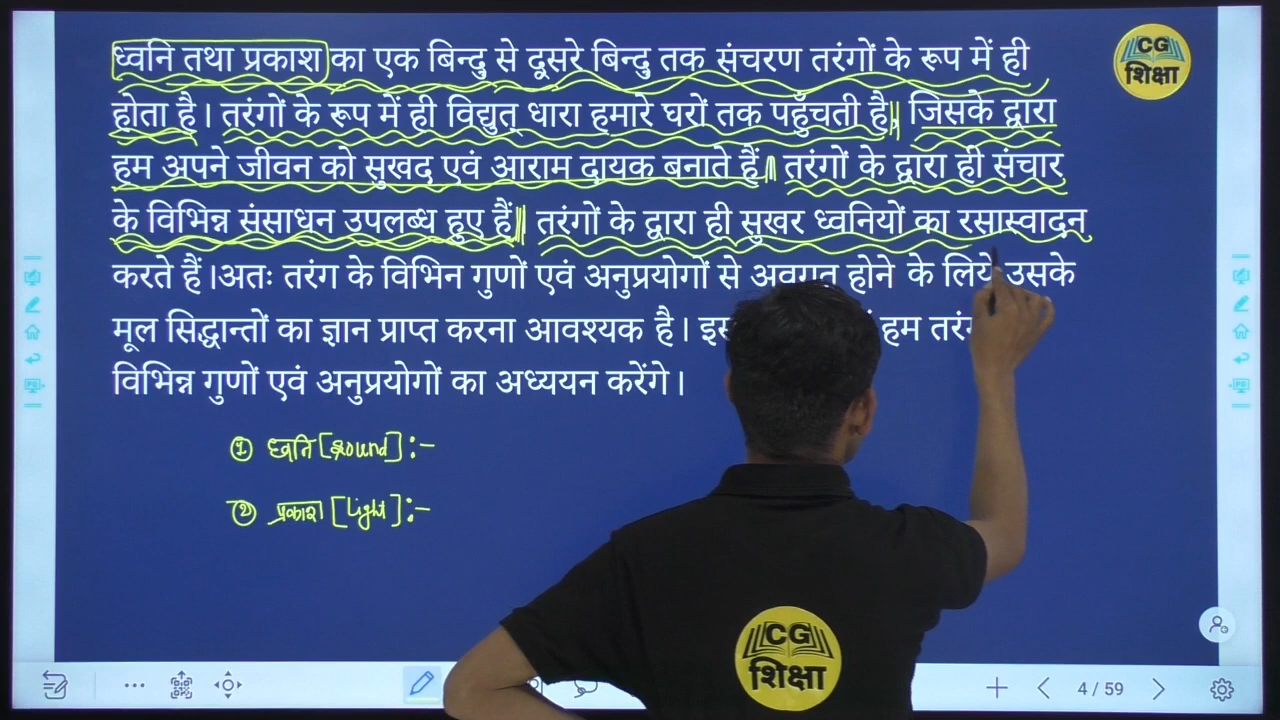 ध्वनि तथा प्रकाश का एक बिन्दु से दूसरे बिन्दु तक संचरण तरंगों के रूप में ही
होता है। तरंगों के रूप में ही विद्युत् धारा हमारे घरों तक पहुँचती है, जिसके द्वारा
हम अपने जीवन को सुखद एवं आराम दायक बनाते हैं। तरंगों के द्वारा ही संचार
के विभिन्न संसाधन उपलब्ध हुए हैं। तरंगों के द्वारा ही सुखर ध्वनियों का रसास्वादन
करते हैं ।अतः तरंग के विभिन गुणों एवं अनुप्रयोगों से अवगत होने के लिये उसके
मूल सिद्धान्तों का ज्ञान प्राप्त करना आवश्यक है। हम
विभिन्न गुणों एवं अनुप्रयोगों का अध्ययन करेंगे।
① ध्वनि [sound] :-
② प्रकाश [Light] :-
CG
शिक्षा
CG
शिक्षा
4 / 59